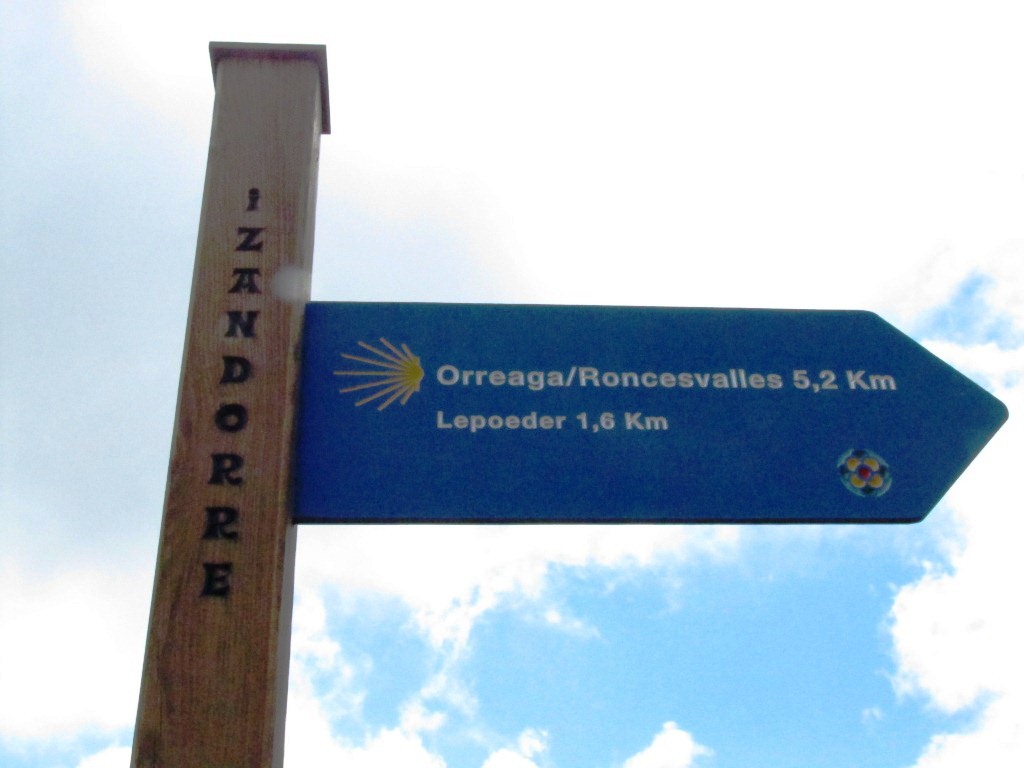 iZANDORRE
Orreaga/Roncesvalles 5,2 Km
Lepoeder 1,6 Km